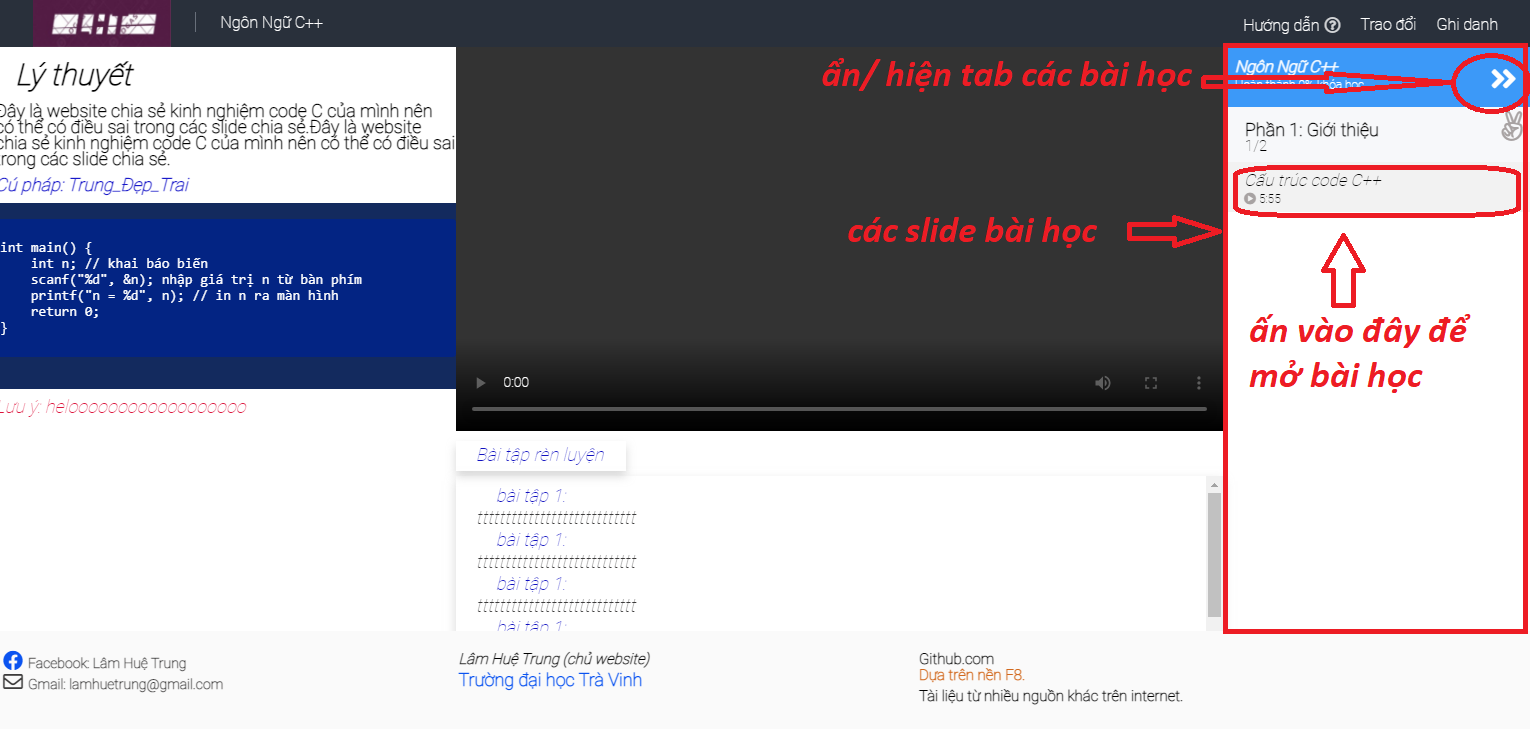 Ngôn Ngữ C++
Hướng dẫn
Trao đổi
Ghi danh
Lý thuyết
Đây là website chia sẻ kinh nghiệm code C của mình nên
có thể có điều sai trong các slide chia sẻ.Đây là website
chia sẻ kinh nghiệm code C của mình nên có thể có điều sai
trong các slide chia sẻ.
Cú pháp: Trung_Đẹp_Trai
int main() {
    int n; // khai báo biến
    scanf("%d", &n); nhập giá trị n từ bàn phím
    printf("n = %d", n); // in n ra màn hình
    return 0;
}
Lưu ý: heloooooooooooooooooo
ẩn/ hiện tab các bài học
các slide bài học
0:00
Bài tập rèn luyện
bài tập 1:
tttttttttttttttttttttttttttt
bài tập 1:
tttttttttttttttttttttttttttt
bài tập 1:
tttttttttttttttttttttttttttt
bài tập 1:
Ngôn Ngữ C++
Hoàn thành 0% khóa học
Phần 1: Giới thiệu
1/2
Cấu trúc code C++
5:55
ấn vào đây để
mở bài học
Facebook: Lâm Huệ Trung
Gmail: lamhuetrung@gmail.com
Lâm Huệ Trung (chủ website)
Trường đại học Trà Vinh
Github.com
Dựa trên nền F8.
Tài liệu từ nhiều nguồn khác trên internet.